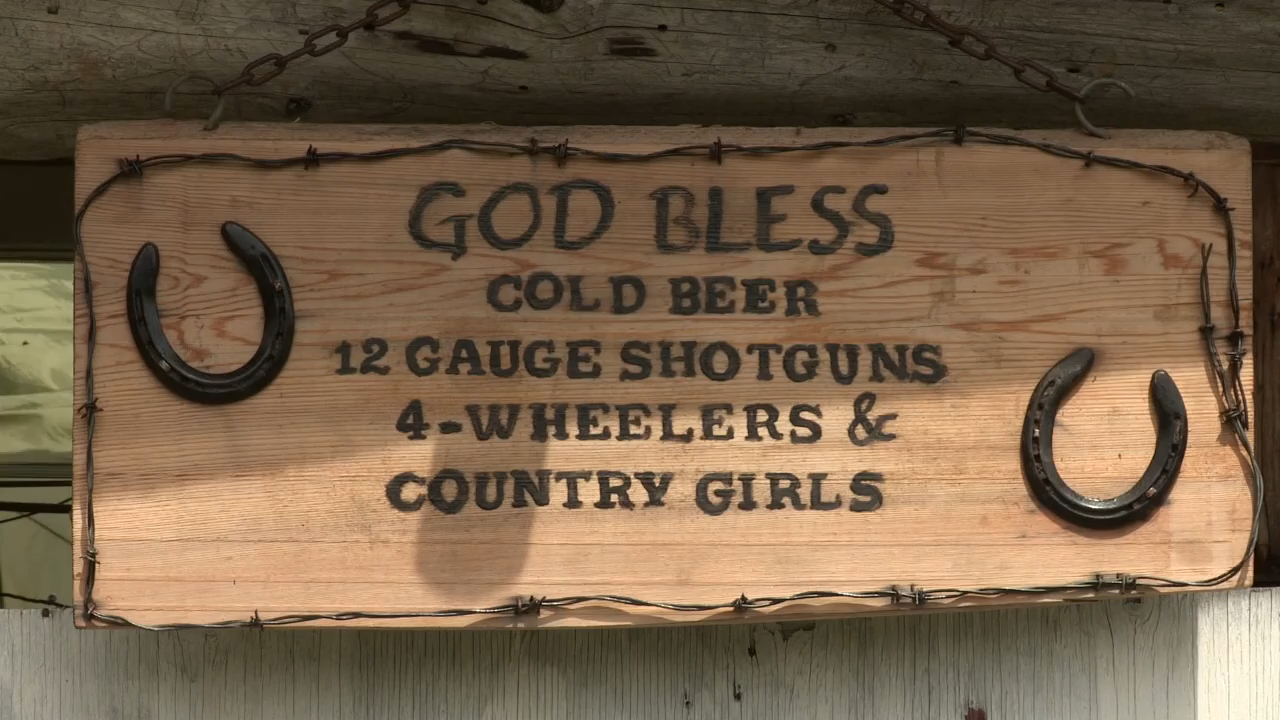 GOD BLESS
COLD BEER
12 GAUGE SHOTGUNS
4-WHEELERS &
COUNTRY GIRLS